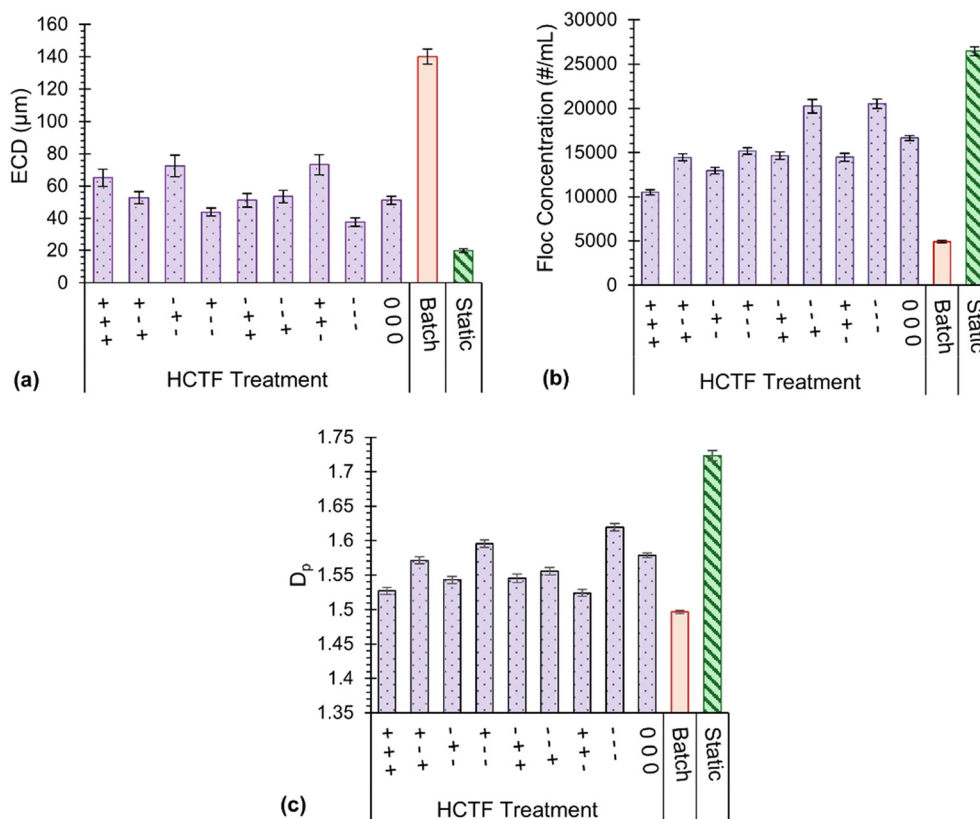 (a)
ECD (µm)
160
140
120
100
80
60
40
20
0
+ + +
+ - +
- + -
+ - -
- + +
- - +
+ + -
- - -
0 0 0
Batch
Static
HCTF Treatment
(b)
Floc Concentration (#/mL)
30000
25000
20000
15000
10000
5000
0
+ + +
+ - +
- + -
+ - -
- + +
- - +
+ + -
- - -
0 0 0
Batch
Static
HCTF Treatment
(c)
Dp
1.75
1.7
1.65
1.6
1.55
1.5
1.45
1.4
1.35
+ + +
+ - +
- + -
+ - -
- + +
- - +
+ + -
- - -
0 0 0
Batch
Static
HCTF Treatment